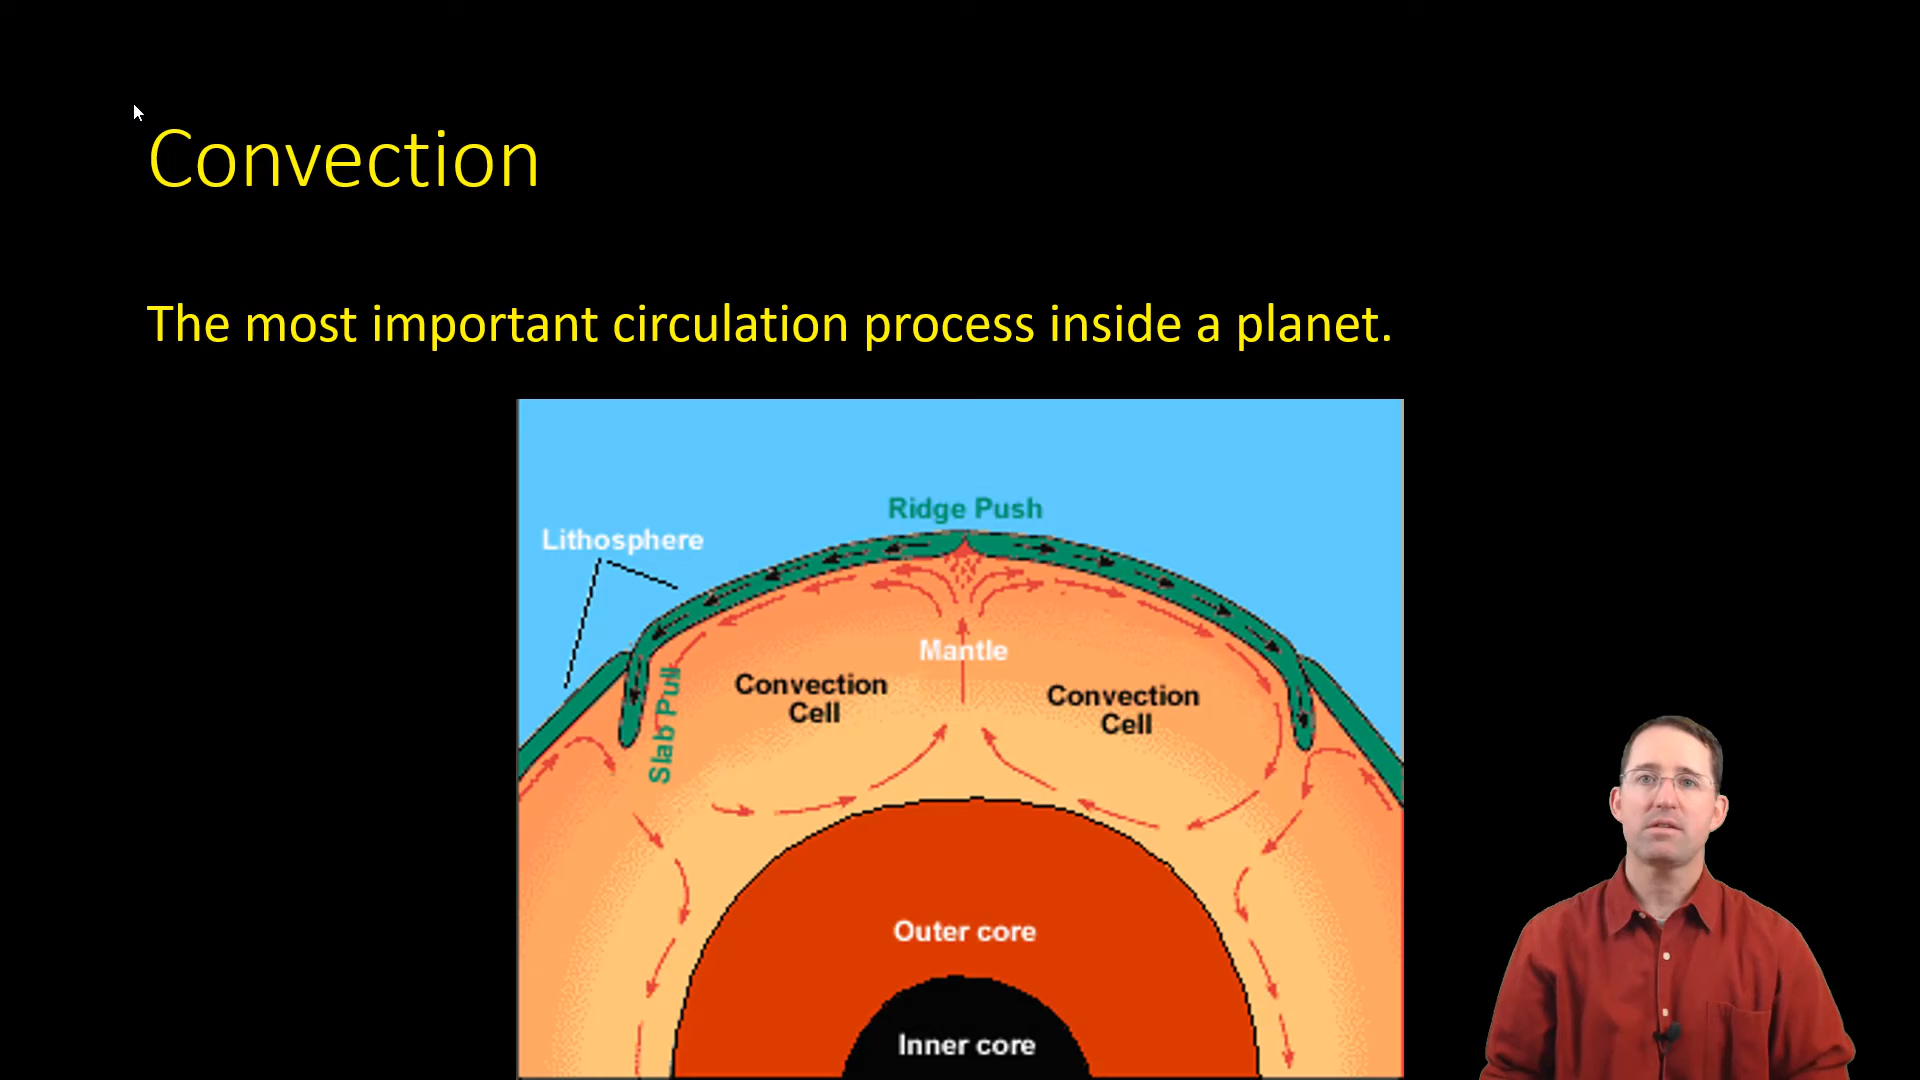 Convection
The most important circulation process inside a planet.
Ridge Push
Lithosphere
Mantle
Convection
Cell
Convection
Cell
Slab Pull
Outer core
Inner core